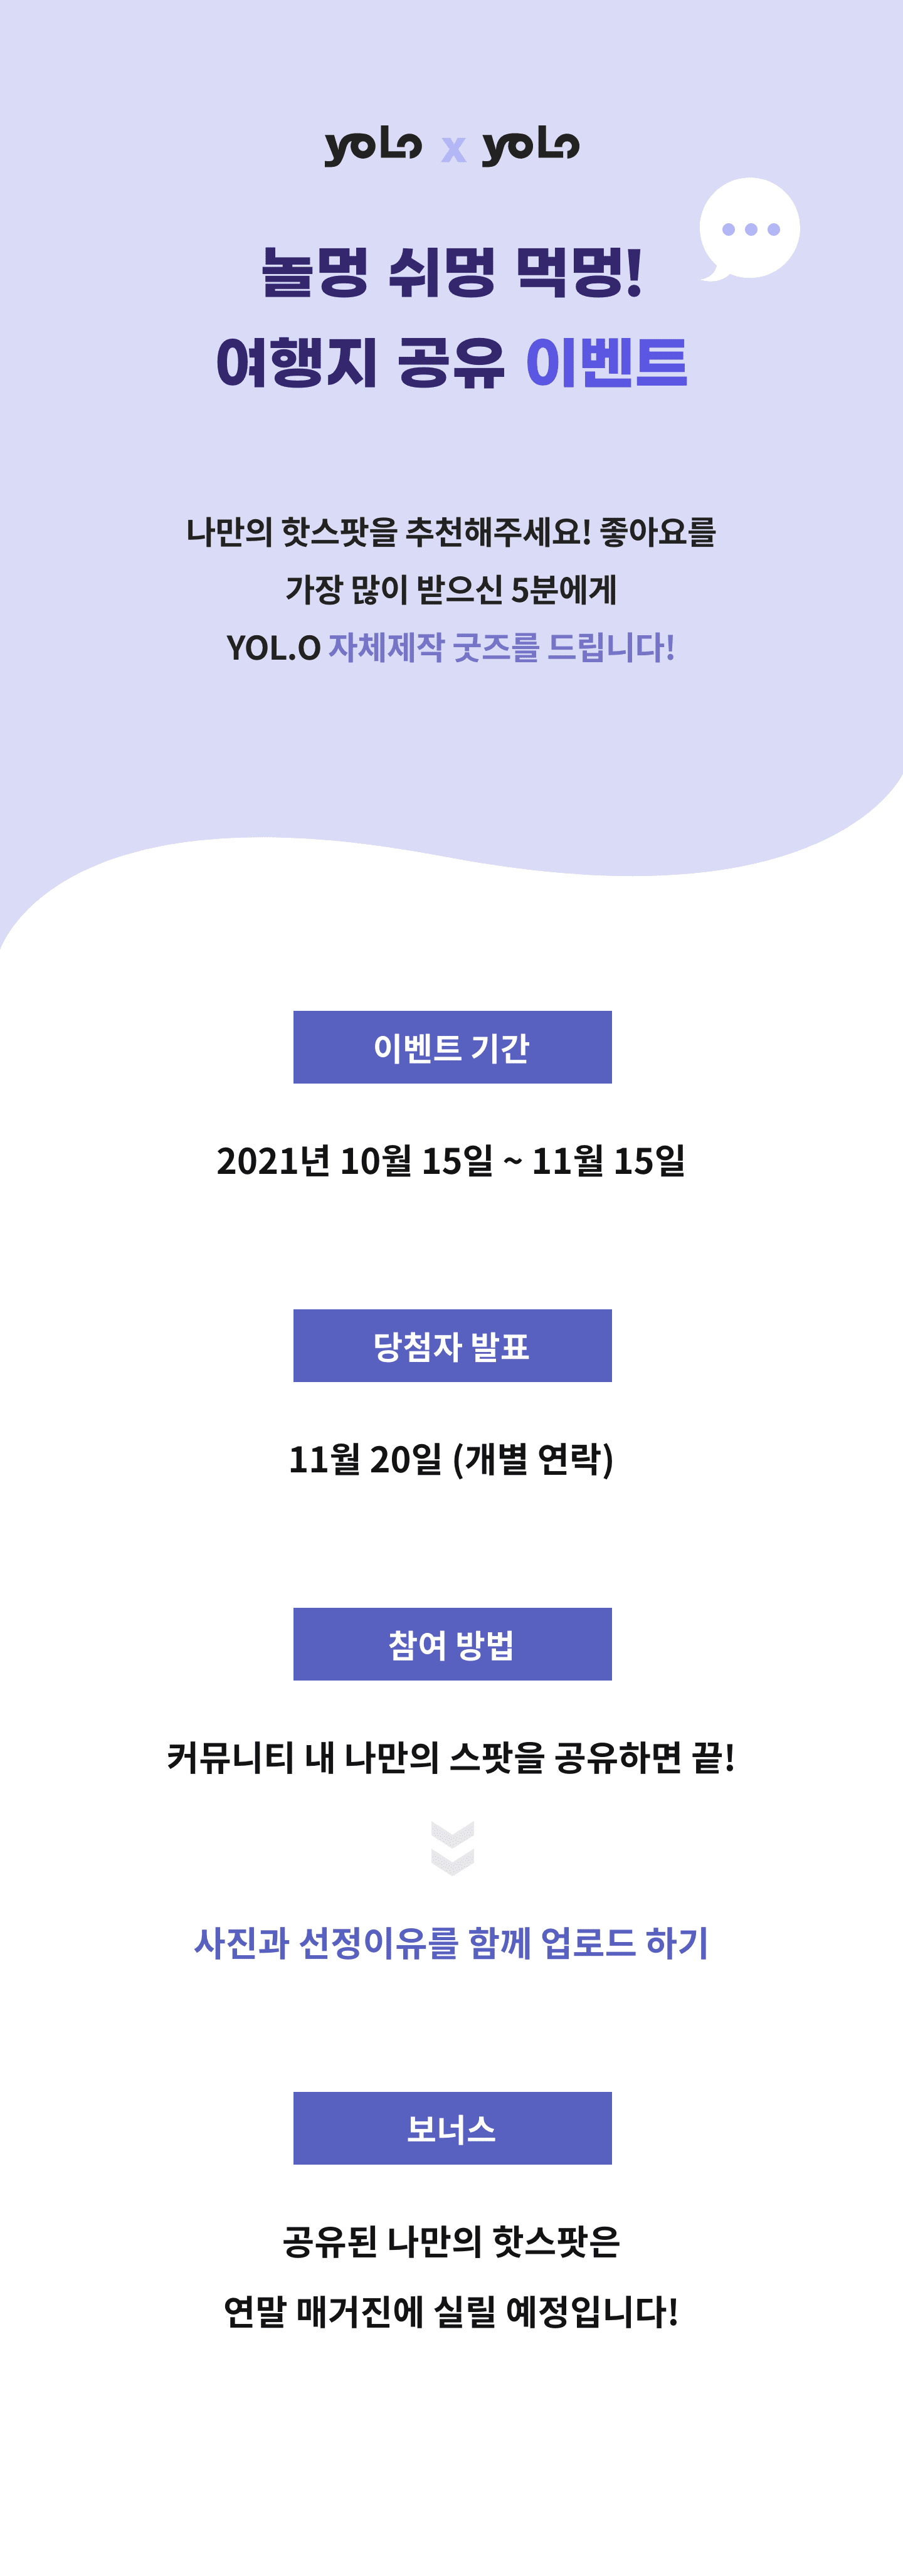 yolo x yolo
놀멍 쉬멍 먹멍!
여행지 공유 이벤트
나만의 핫스팟을 추천해주세요! 좋아요를
가장 많이 받으신 5분에게
YOL.O 자체제작 굿즈를 드립니다!
이벤트 기간
2021년 10월 15일 ~ 11월 15일
당첨자 발표
11월 20일 (개별 연락)
참여 방법
커뮤니티 내 나만의 스팟을 공유하면 끝!
사진과 선정이유를 함께 업로드 하기
보너스
공유된 나만의 핫스팟은
연말 매거진에 실릴 예정입니다!